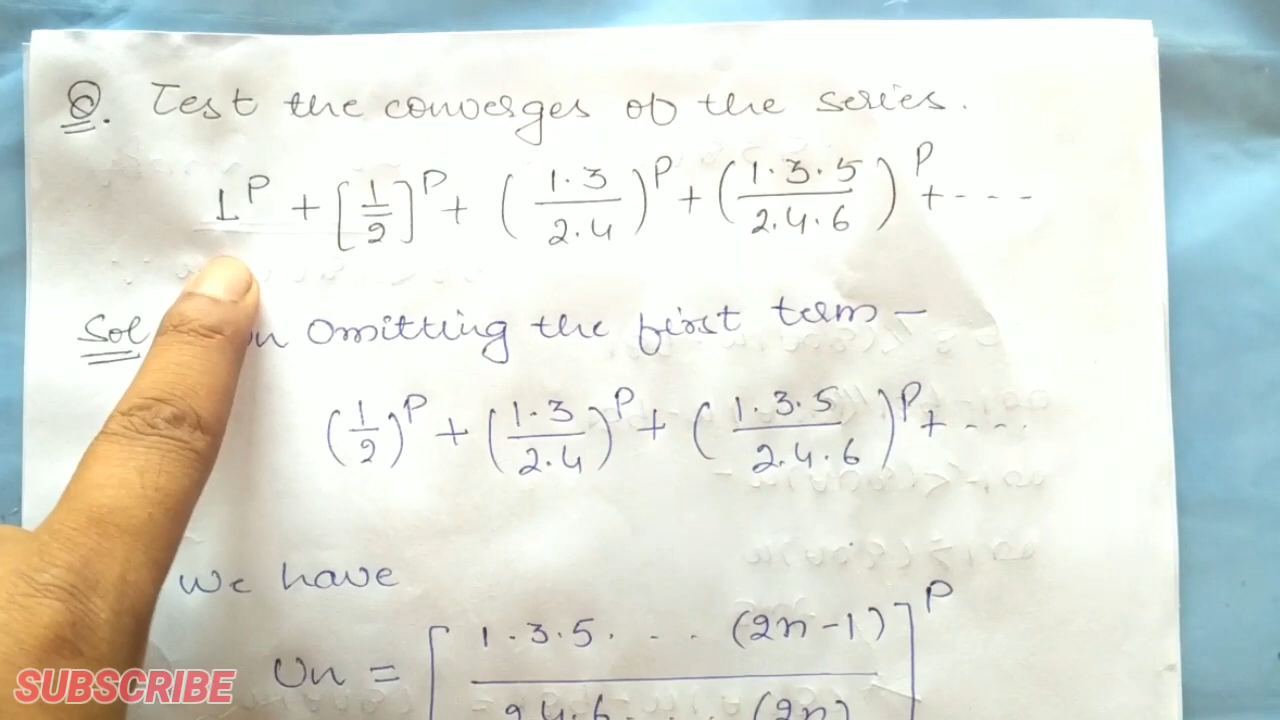 Q. Test the converges of the series.
1^P + [1/2]^P + (1.3/2.4)^P + (1.3.5/2.4.6)^P + ----
Sol on omitting the first term -
(1/2)^P + (1.3/2.4)^P + (1.3.5/2.4.6)^P + ---
We have
Un = [1.3.5. . . (2n-1)/2.4.6. . . . (2n)]^P
SUBSCRIBE